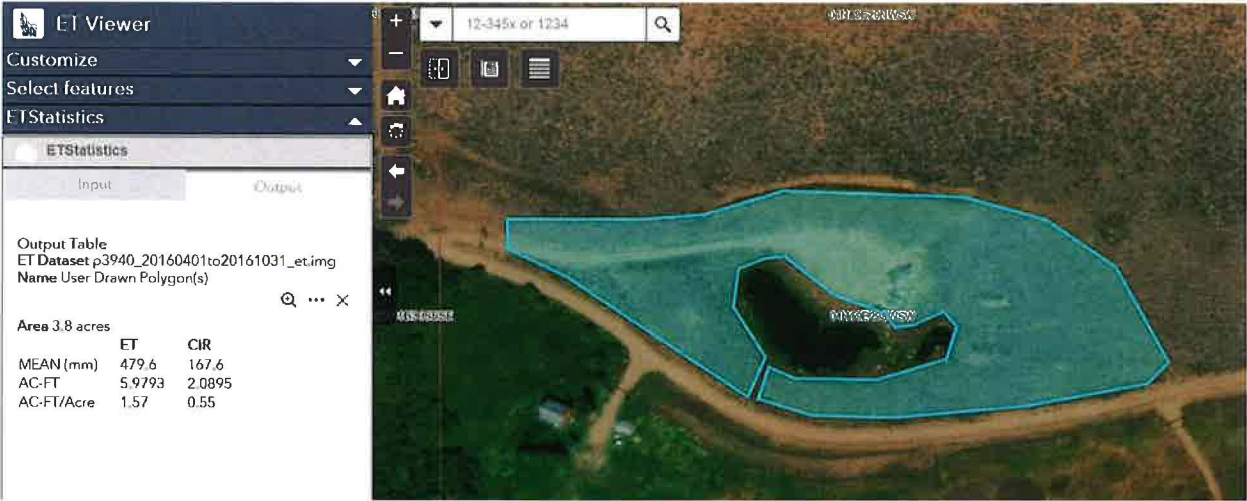 ET Viewer
Customize
Select features
ETStatistics
ETStatistics
Input Output
Output Table
ET Dataset p3940_20160401to20161031_et.img
Name User Drawn Polygon(s)
Area 3.8 acres
ET CIR
MEAN (mm) 479.6 167.6
AC-FT 5.9793 2.0895
AC-FT/Acre 1.57 0.55
12-345x or 1234